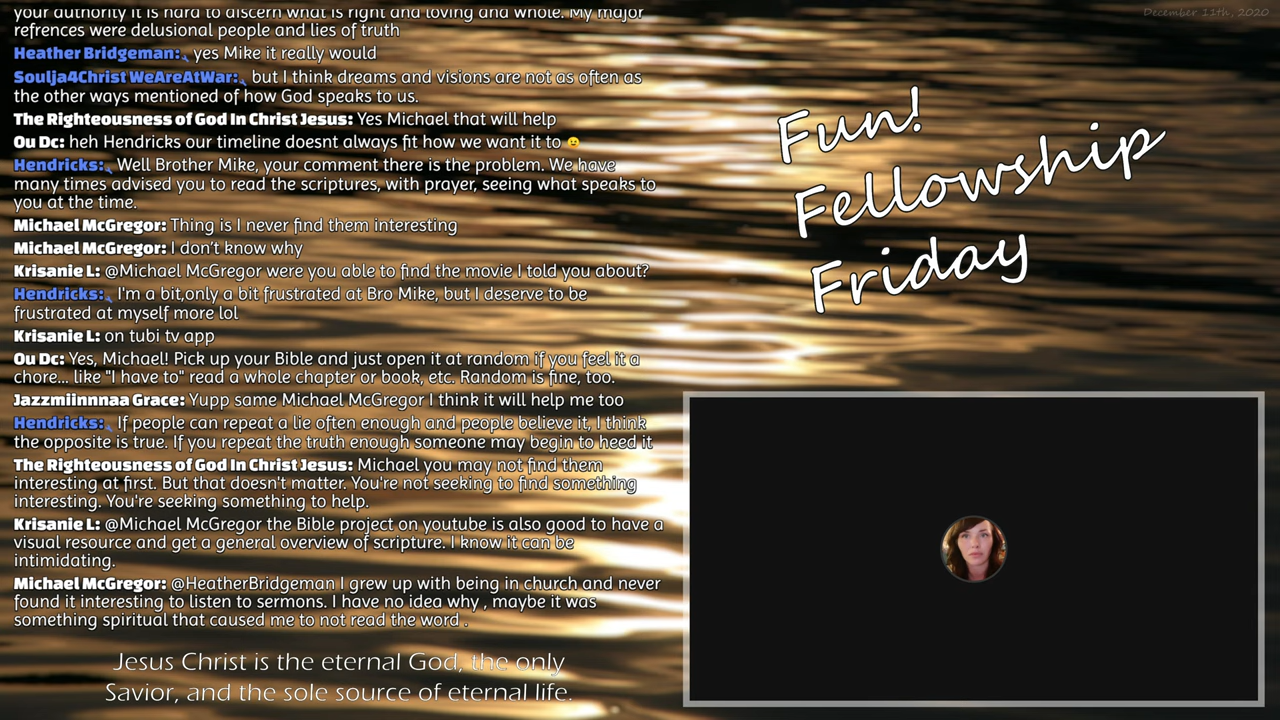 your authority it is hard to discern what is right and loving and whole. My major
refrences were delusional people and lies of truth
Heather Bridgeman: yes Mike it really would
Soulja4Christ WeAreAtWar: but I think dreams and visions are not as often as
the other ways mentioned of how God speaks to us.
The Righteousness of God In Christ Jesus: Yes Michael that will help
Ou Dc: heh Hendricks our timeline doesnt always fit how we want it to 😉
Hendricks: Well Brother Mike, your comment there is the problem. We have
many times advised you to read the scriptures, with prayer, seeing what speaks to
you at the time.
Michael McGregor: Thing is I never find them interesting
Michael McGregor: I don't know why
Krisanie L: @Michael McGregor were you able to find the movie I told you about?
Hendricks: I'm a bit,only a bit frustrated at Bro Mike, but I deserve to be
frustrated at myself more lol
Krisanie L: on tubi tv app
Ou Dc: Yes, Michael! Pick up your Bible and just open it at random if you feel it a
chore... like "I have to" read a whole chapter or book, etc. Random is fine, too.
Jazzmiinnnaa Grace: Yupp same Michael McGregor I think it will help me too
Hendricks: If people can repeat a lie often enough and people believe it, I think
the opposite is true. If you repeat the truth enough someone may begin to heed it
The Righteousness of God In Christ Jesus: Michael you may not find them
interesting at first. But that doesn't matter. You're not seeking to find something
interesting. You're seeking something to help.
Krisanie L: @Michael McGregor the Bible project on youtube is also good to have a
visual resource and get a general overview of scripture. I know it can be
intimidating.
Michael McGregor: @HeatherBridgeman I grew up with being in church and never
found it interesting to listen to sermons. I have no idea why , maybe it was
something spiritual that caused me to not read the word .
Jesus Christ is the eternal God, the only
Savior, and the sole source of eternal life.
December 11th, 2020
Fun!
Fellowship
Friday